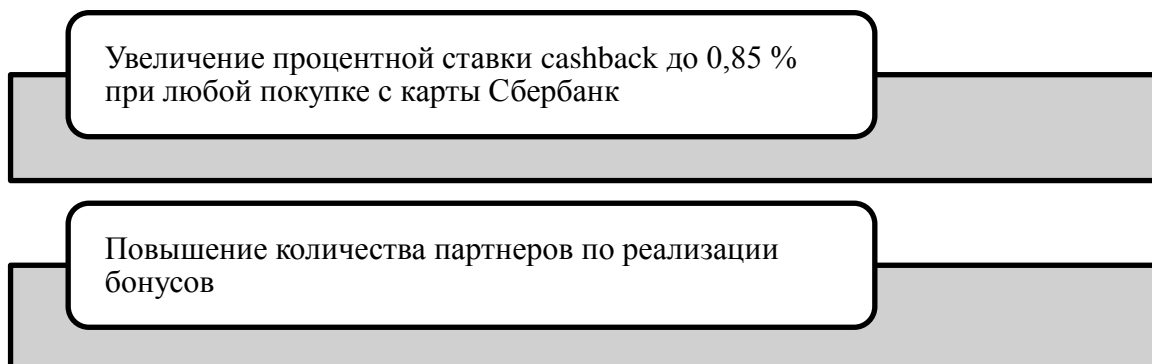 Увеличение процентной ставки cashback до 0,85 %
при любой покупке с карты Сбербанк
Повышение количества партнеров по реализации
бонусов